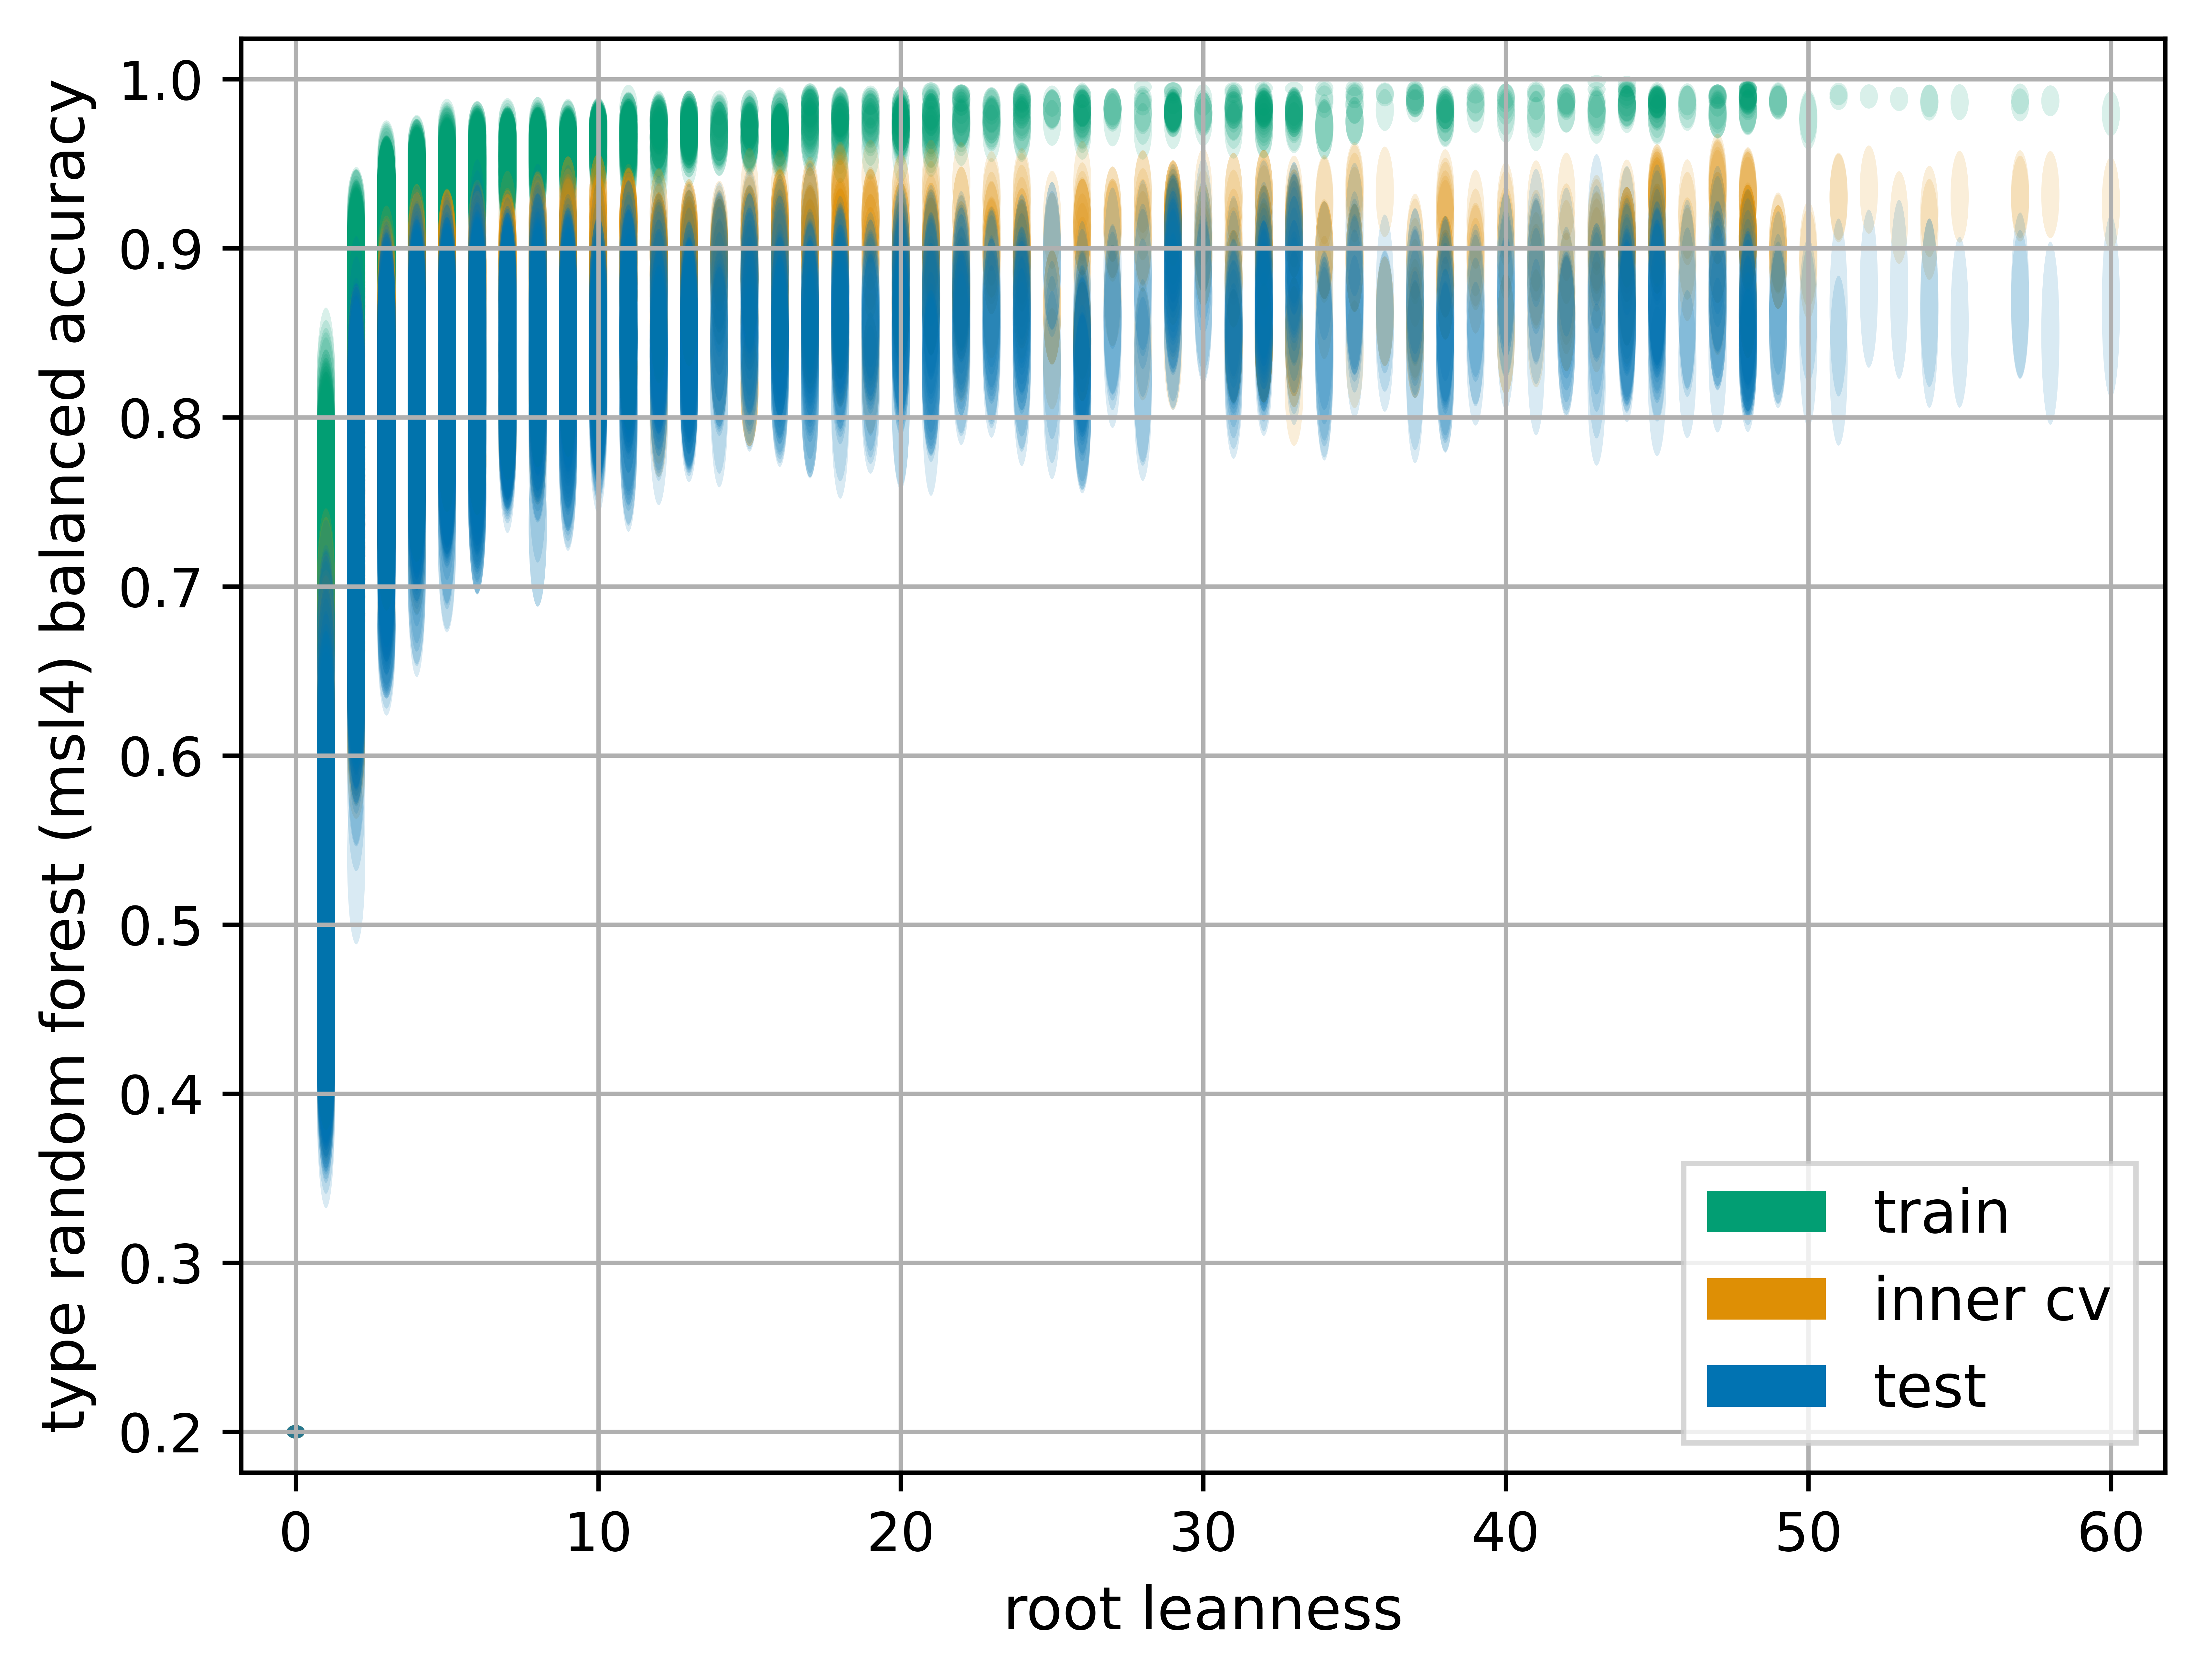 type random forest (msl4) balanced accuracy
1.0
0.9
0.8
0.7
0.6
0.5
0.4
0.3
0.2
train
inner cv
test
0 10 20 30 40 50 60
root leanness